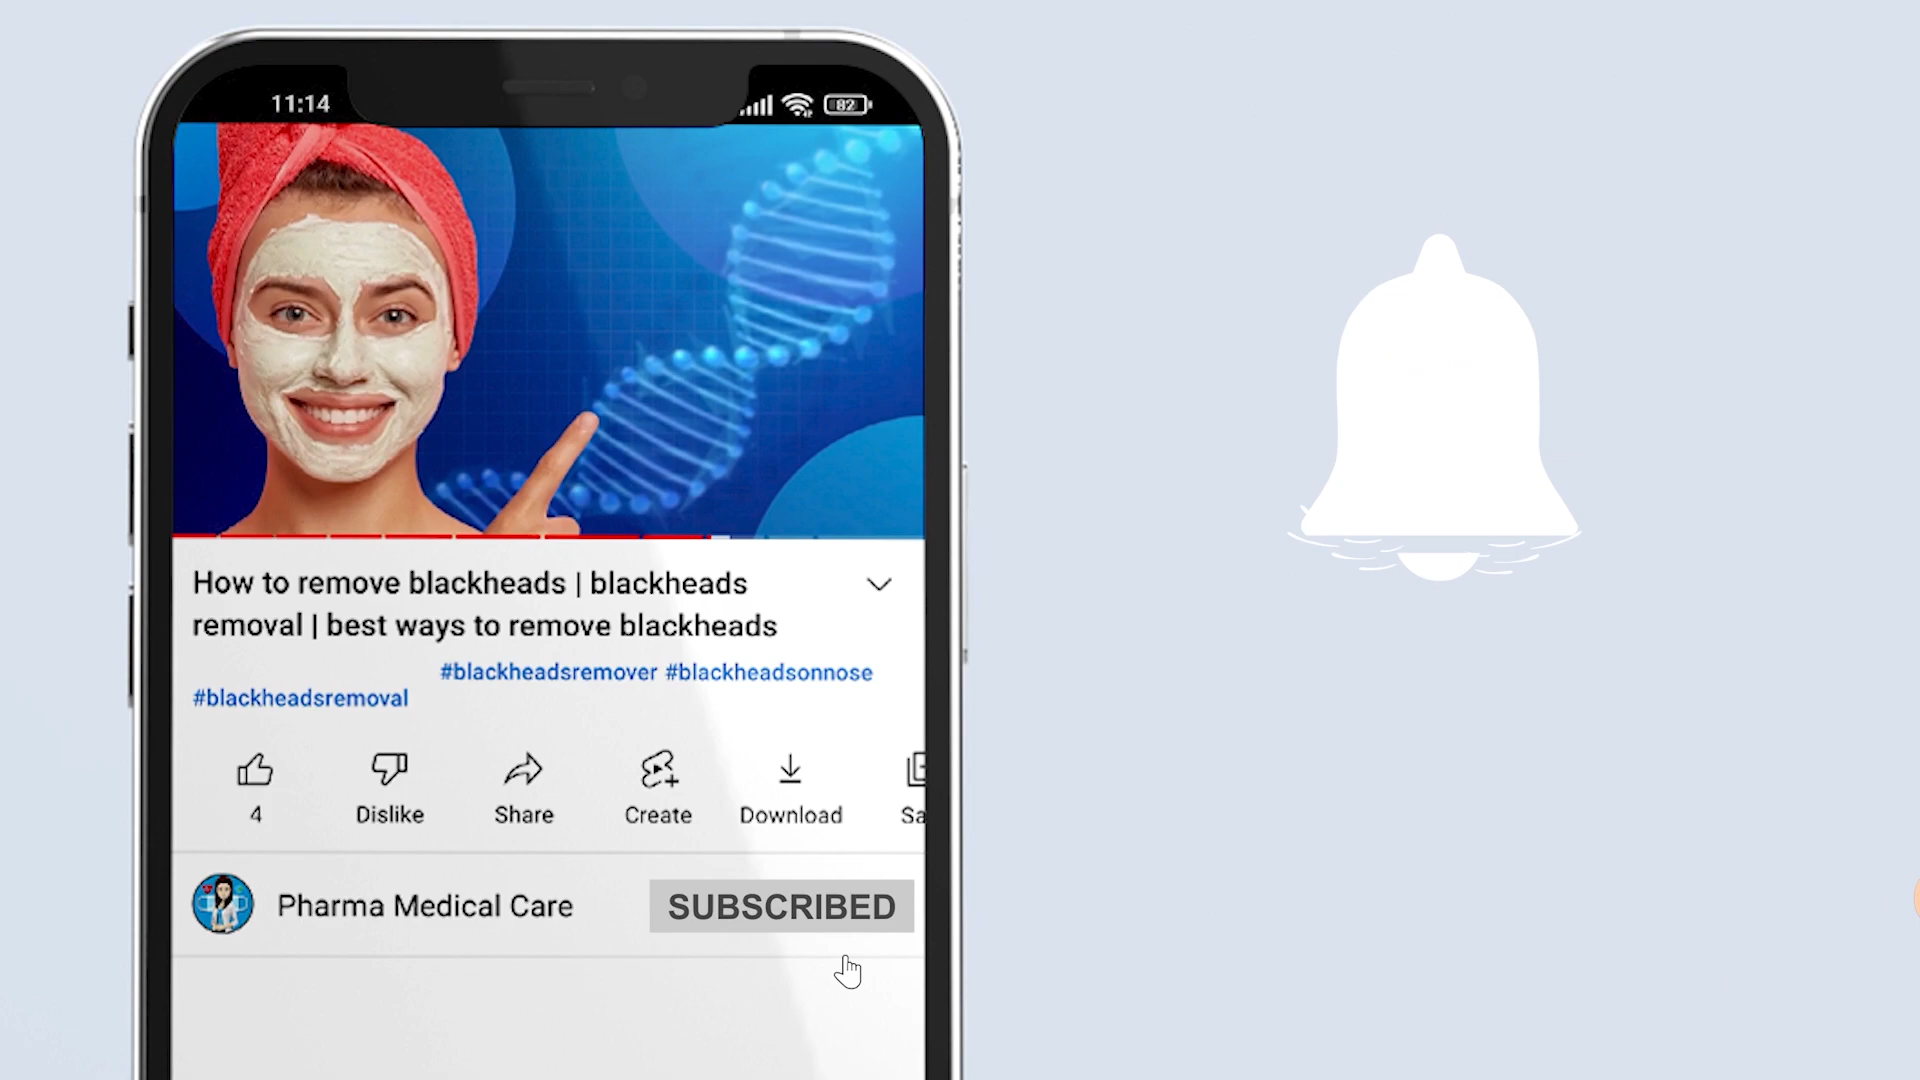 11:14
82
How to remove blackheads | blackheads
removal | best ways to remove blackheads
#blackheadsremover #blackheadsonnose
#blackheadsremoval
4
Dislike
Share
Create
Download
Sa
Pharma Medical Care
SUBSCRIBED